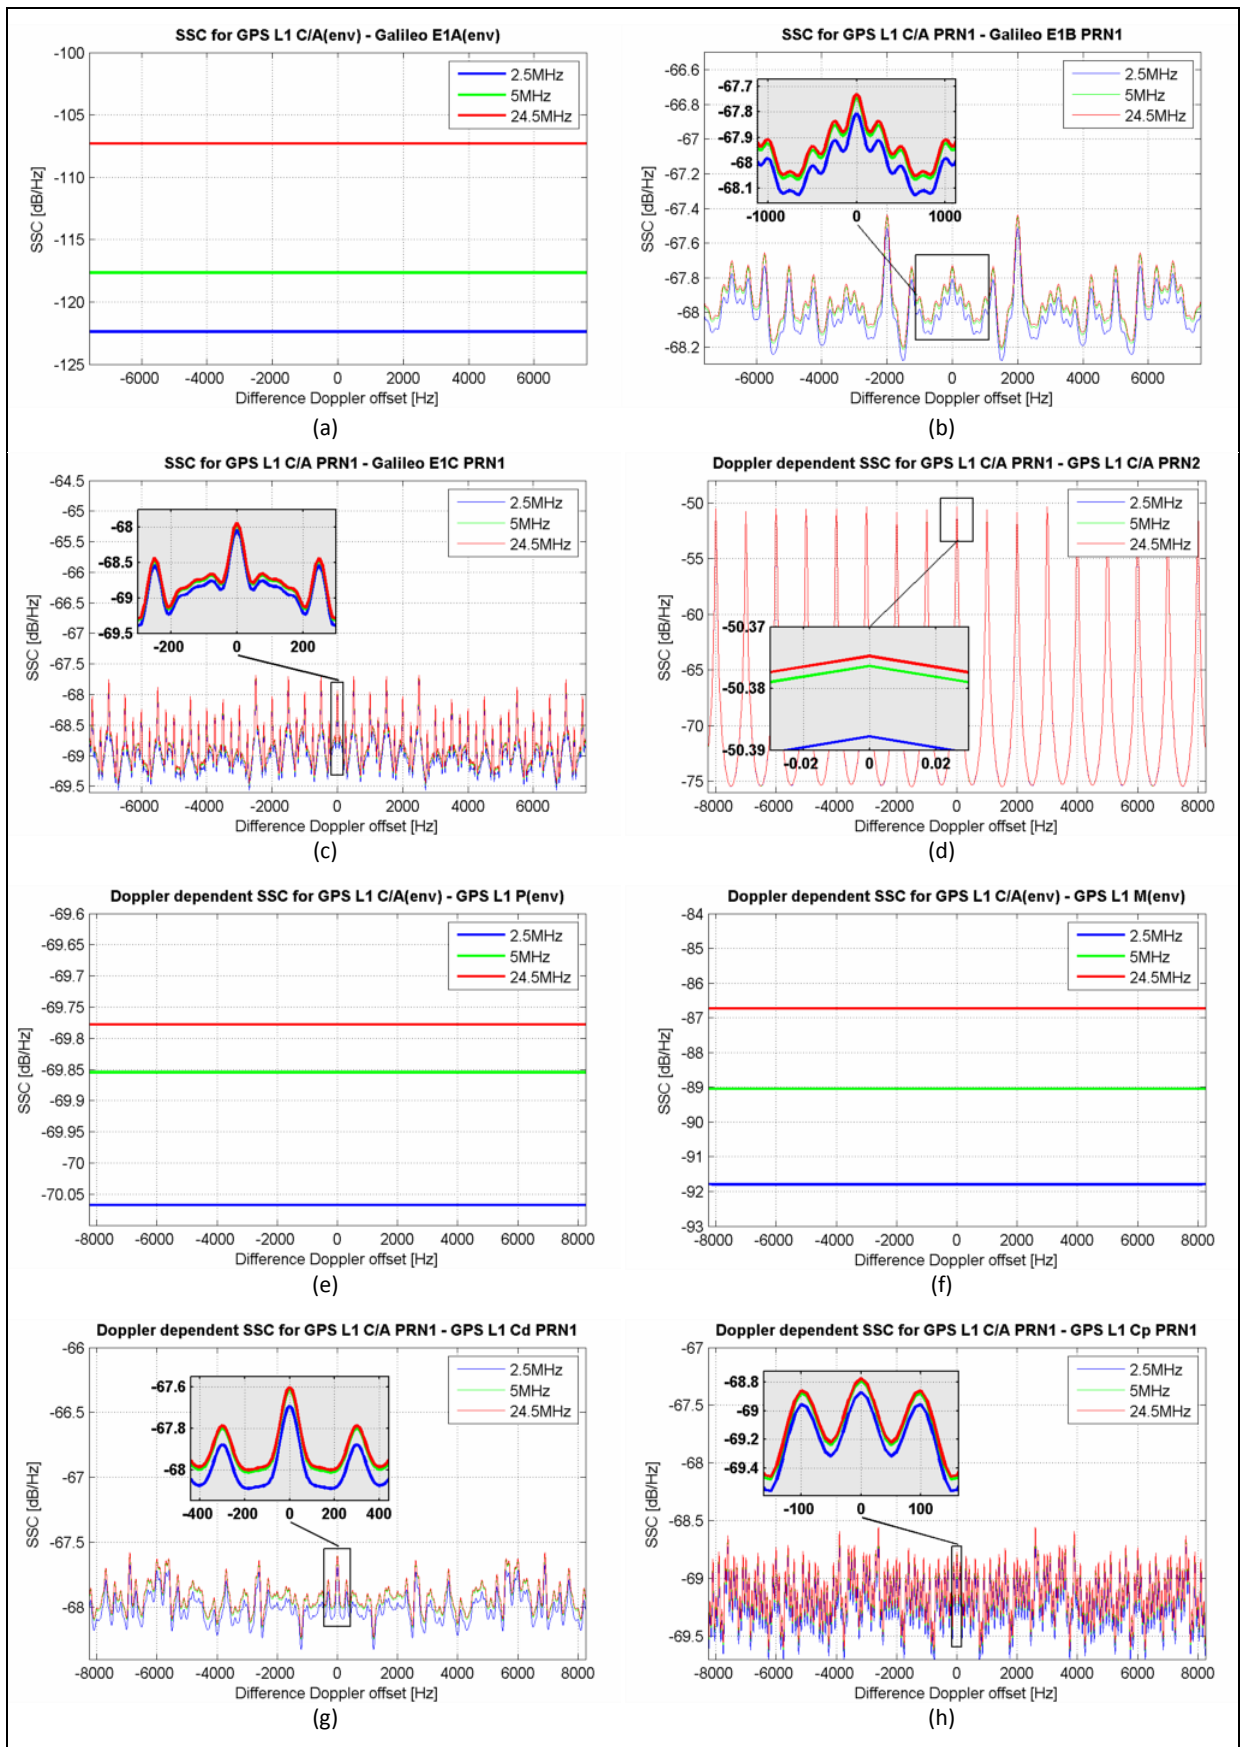 SSC for GPS L1 C/A(env) - Galileo E1A(env)
SSC [dB/Hz]
-100
-105
-110
-115
-120
-125
2.5MHz
5MHz
24.5MHz
-6000 -4000 -2000 0 2000 4000 6000
Difference Doppler offset [Hz]
(a)
SSC for GPS L1 C/A PRN1 - Galileo E1B PRN1
SSC [dB/Hz]
-66.6
-66.8
-67
-67.2
-67.4
-67.6
-67.8
-68
-68.2
-67.7
-67.8
-67.9
-68
-68.1
-1000 0 1000
2.5MHz
5MHz
24.5MHz
-6000 -4000 -2000 0 2000 4000 6000
Difference Doppler offset [Hz]
(b)
SSC for GPS L1 C/A PRN1 - Galileo E1C PRN1
SSC [dB/Hz]
-64.5
-65
-65.5
-66
-66.5
-67
-67.5
-68
-68.5
-69
-69.5
-68
-68.5
-69
-69.5
-200 0 200
2.5MHz
5MHz
24.5MHz
-6000 -4000 -2000 0 2000 4000 6000
Difference Doppler offset [Hz]
(c)
Doppler dependent SSC for GPS L1 C/A PRN1 - GPS L1 C/A PRN2
SSC [dB/Hz]
-50
-55
-60
-65
-70
-75
-50.37
-50.38
-50.39
-0.02 0 0.02
2.5MHz
5MHz
24.5MHz
-8000 -6000 -4000 -2000 0 2000 4000 6000 8000
Difference Doppler offset [Hz]
(d)
Doppler dependent SSC for GPS L1 C/A(env) - GPS L1 P(env)
SSC [dB/Hz]
-69.6
-69.65
-69.7
-69.75
-69.8
-69.85
-69.9
-69.95
-70
-70.05
2.5MHz
5MHz
24.5MHz
-8000 -6000 -4000 -2000 0 2000 4000 6000 8000
Difference Doppler offset [Hz]
(e)
Doppler dependent SSC for GPS L1 C/A(env) - GPS L1 M(env)
SSC [dB/Hz]
-84
-85
-86
-87
-88
-89
-90
-91
-92
-93
2.5MHz
5MHz
24.5MHz
-8000 -6000 -4000 -2000 0 2000 4000 6000 8000
Difference Doppler offset [Hz]
(f)
Doppler dependent SSC for GPS L1 C/A PRN1 - GPS L1 Cd PRN1
SSC [dB/Hz]
-66
-66.5
-67
-67.5
-68
-67.6
-67.8
-68
-400 -200 0 200 400
2.5MHz
5MHz
24.5MHz
-8000 -6000 -4000 -2000 0 2000 4000 6000 8000
Difference Doppler offset [Hz]
(g)
Doppler dependent SSC for GPS L1 C/A PRN1 - GPS L1 Cp PRN1
SSC [dB/Hz]
-67
-67.5
-68
-68.5
-69
-69.5
-68.8
-69
-69.2
-69.4
-100 0 100
2.5MHz
5MHz
24.5MHz
-8000 -6000 -4000 -2000 0 2000 4000 6000 8000
Difference Doppler offset [Hz]
(h)